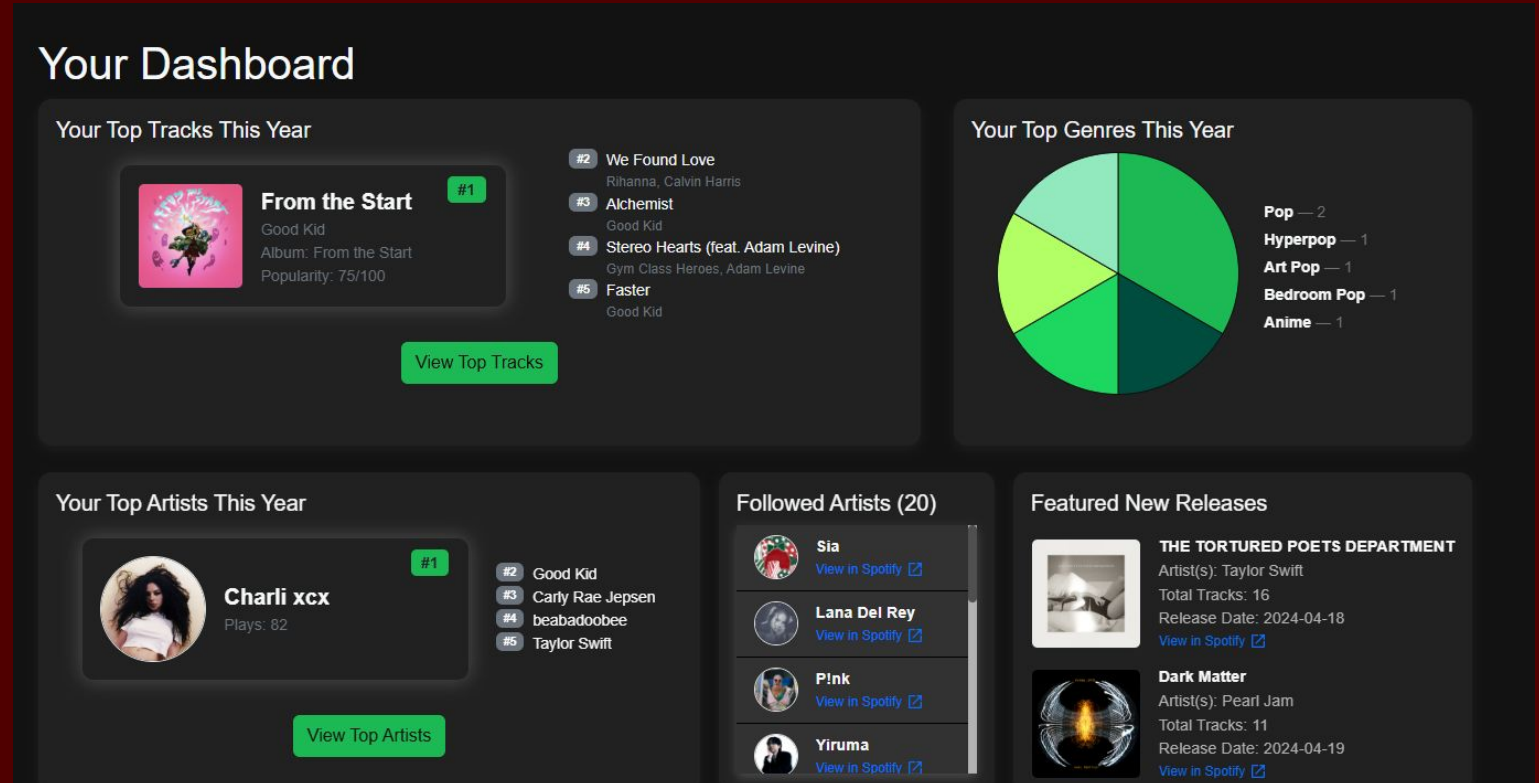 Your Dashboard
Your Top Tracks This Year
#1
From the Start
Good Kid
Album: From the Start
Popularity: 75/100
#2 We Found Love
Rihanna, Calvin Harris
#3 Alchemist
Good Kid
#4 Stereo Hearts (feat. Adam Levine)
Gym Class Heroes, Adam Levine
#5 Faster
Good Kid
View Top Tracks
Your Top Genres This Year
Pop — 2
Hyperpop — 1
Art Pop — 1
Bedroom Pop — 1
Anime — 1
Your Top Artists This Year
#1
Charli xcx
Plays: 82
#2 Good Kid
#3 Carly Rae Jepsen
#4 beabadoobee
#5 Taylor Swift
View Top Artists
Followed Artists (20)
Sia
View in Spotify
Lana Del Rey
View in Spotify
P!nk
View in Spotify
Yiruma
View in Spotify
Featured New Releases
THE TORTURED POETS DEPARTMENT
Artist(s): Taylor Swift
Total Tracks: 16
Release Date: 2024-04-18
View in Spotify
Dark Matter
Artist(s): Pearl Jam
Total Tracks: 11
Release Date: 2024-04-19
View in Spotify